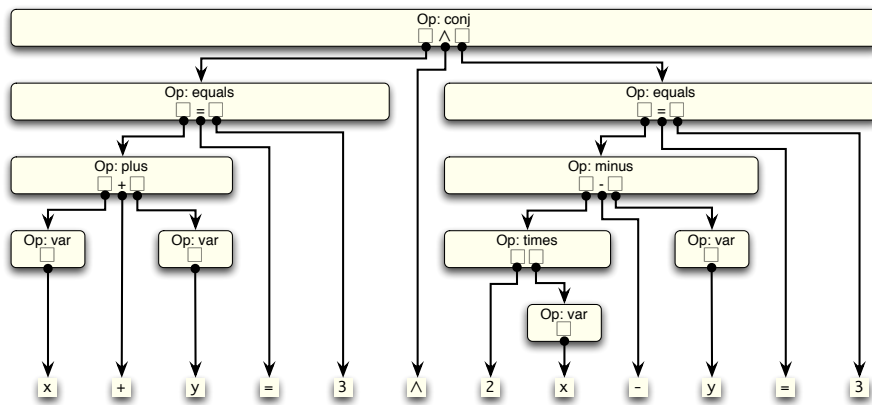 Op: conj
□ ∧ □
Op: equals
□ = □
Op: equals
□ = □
Op: plus
□ + □
Op: minus
□ - □
Op: var
□
Op: var
□
Op: times
□ □
Op: var
□
Op: var
□
x + y = 3 ∧ 2 x - y = 3